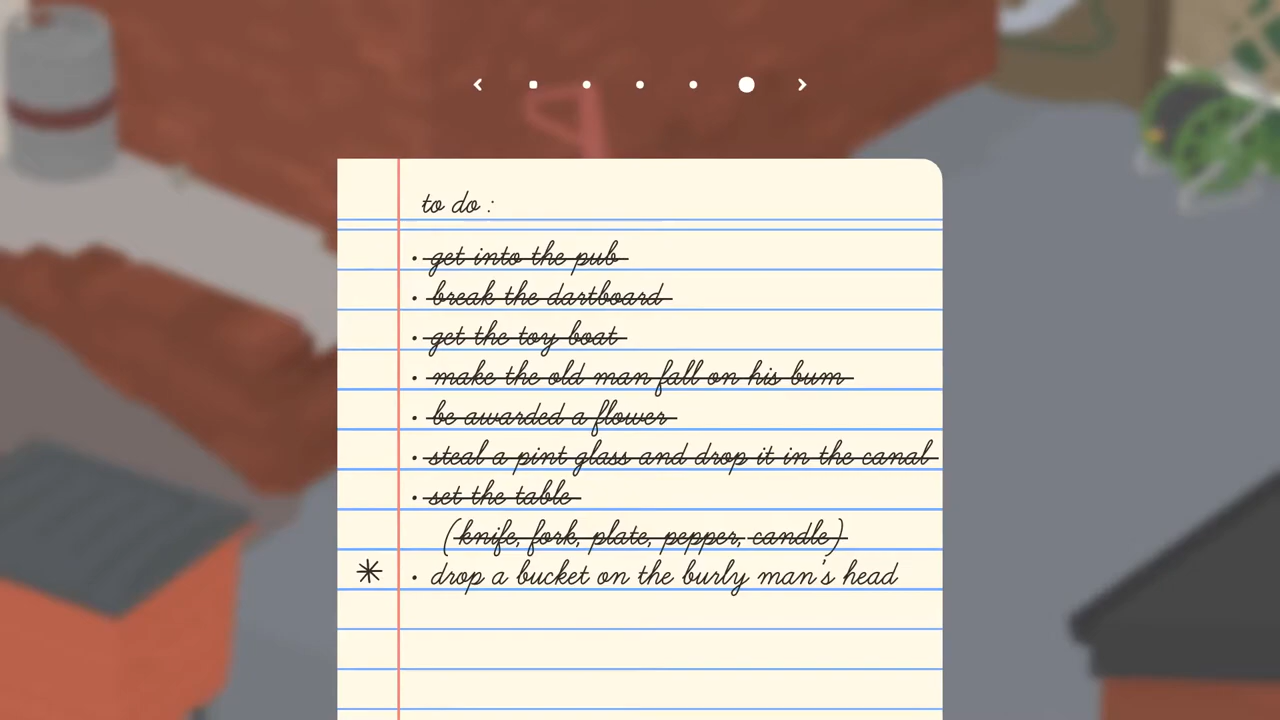 to do :
• get into the pub
• break the dartboard
• get the toy boat
• make the old man fall on his bum
• be awarded a flower
• steal a pint glass and drop it in the canal
• set the table
(knife, fork, plate, pepper, candle)
• drop a bucket on the burly man's head